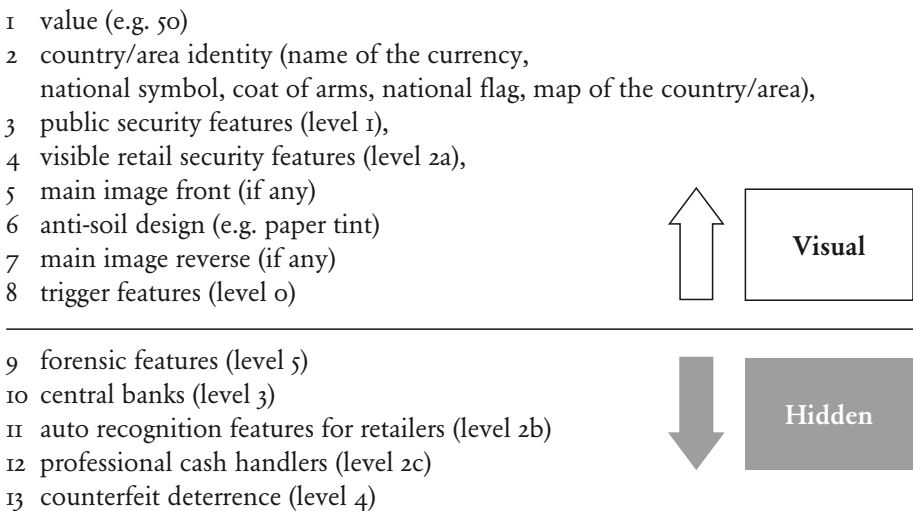 1 value (e.g. 50)
2 country/area identity (name of the currency,
national symbol, coat of arms, national flag, map of the country/area),
3 public security features (level 1),
4 visible retail security features (level 2a),
5 main image front (if any)
6 anti-soil design (e.g. paper tint)
7 main image reverse (if any)
8 trigger features (level 0)
Visual
9 forensic features (level 5)
10 central banks (level 3)
11 auto recognition features for retailers (level 2b)
12 professional cash handlers (level 2c)
13 counterfeit deterrence (level 4)
Hidden